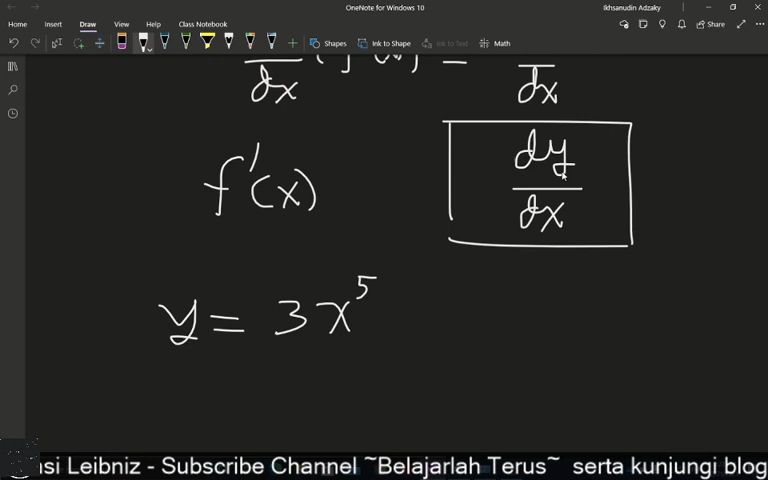 OneNote for Windows 10
Ikhsanudin Adzaky
Home Insert Draw View Help Class Notebook
Share
Shapes Ink to Shape Ink to Text Math
dx dx
f'(x)
dy
dx
y = 3x⁵
si Leibniz - Subscribe Channel ~Belajarlah Terus~ serta kunjungi blog